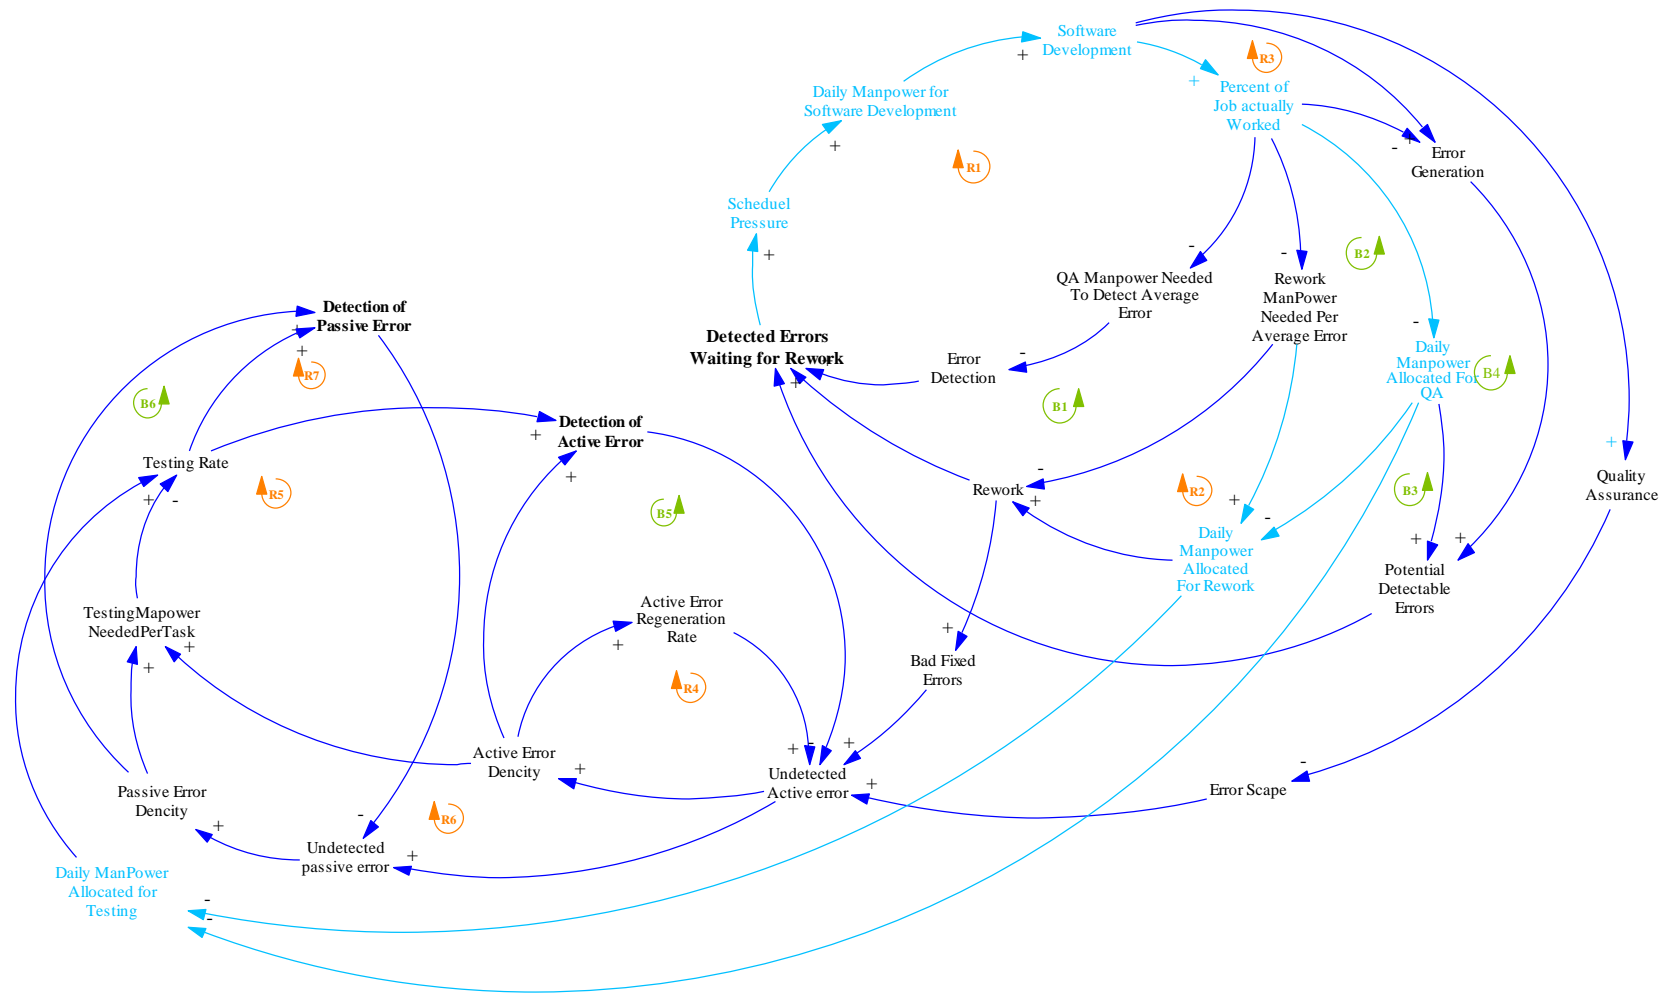 Software
Development
+
R3
Daily Manpower for
Software Development
+
Percent of
Job actually
Worked
+
-
+
Error
Generation
R1
Scheduel
Pressure
+
-
-
B2
QA Manpower Needed
To Detect Average
Error
Rework
ManPower
Needed Per
Average Error
Detection of
Passive Error
+
+
Detected Errors
Waiting for Rework
+
+
-
Error
Detection
-
Daily
Manpower
Allocated For
QA
B4
R7
B6
B1
Detection of
Active Error
+
+
Testing Rate
+
-
R5
B5
Rework
-
+
R2
+
-
B3
+
Quality
Assurance
Daily
Manpower
Allocated
For Rework
+
+
Potential
Detectable
Errors
TestingMapower
NeededPerTask
+
+
Active Error
Regeneration
Rate
+
+
Bad Fixed
Errors
R4
Active Error
Dencity
+
+
-
+
Undetected
Active error
+
-
Error Scape
Passive Error
Dencity
+
R6
-
Undetected
passive error
+
Daily ManPower
Allocated for
Testing
-
-